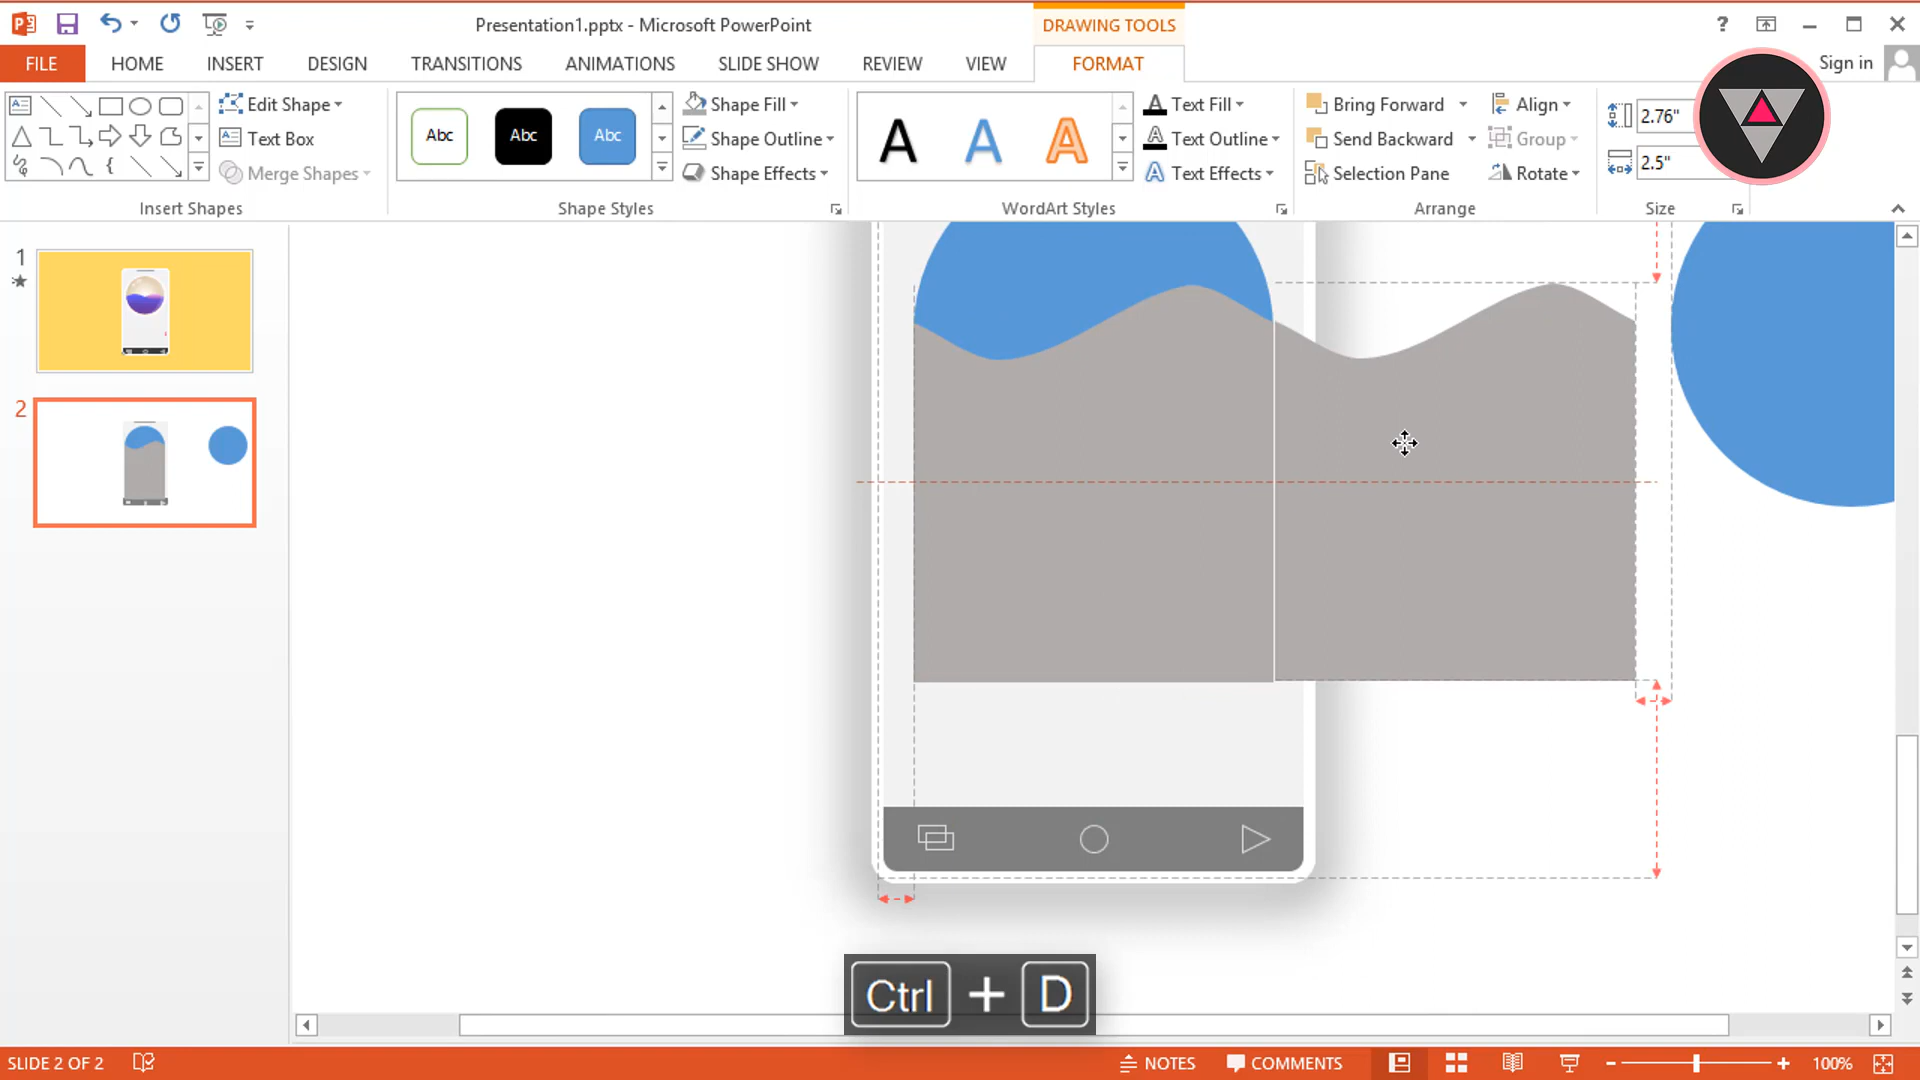 Presentation1.pptx - Microsoft PowerPoint
DRAWING TOOLS
?
Sign in
FILE HOME INSERT DESIGN TRANSITIONS ANIMATIONS SLIDE SHOW REVIEW VIEW FORMAT
Edit Shape
Text Box
Merge Shapes
Insert Shapes
Abc Abc Abc
Shape Fill
Shape Outline
Shape Effects
Shape Styles
A A A
Text Fill
Text Outline
Text Effects
WordArt Styles
Bring Forward
Send Backward
Selection Pane
Align
Group
Rotate
Arrange
2.76"
2.5"
Size
1
2
Ctrl + D
SLIDE 2 OF 2
NOTES
COMMENTS
100%